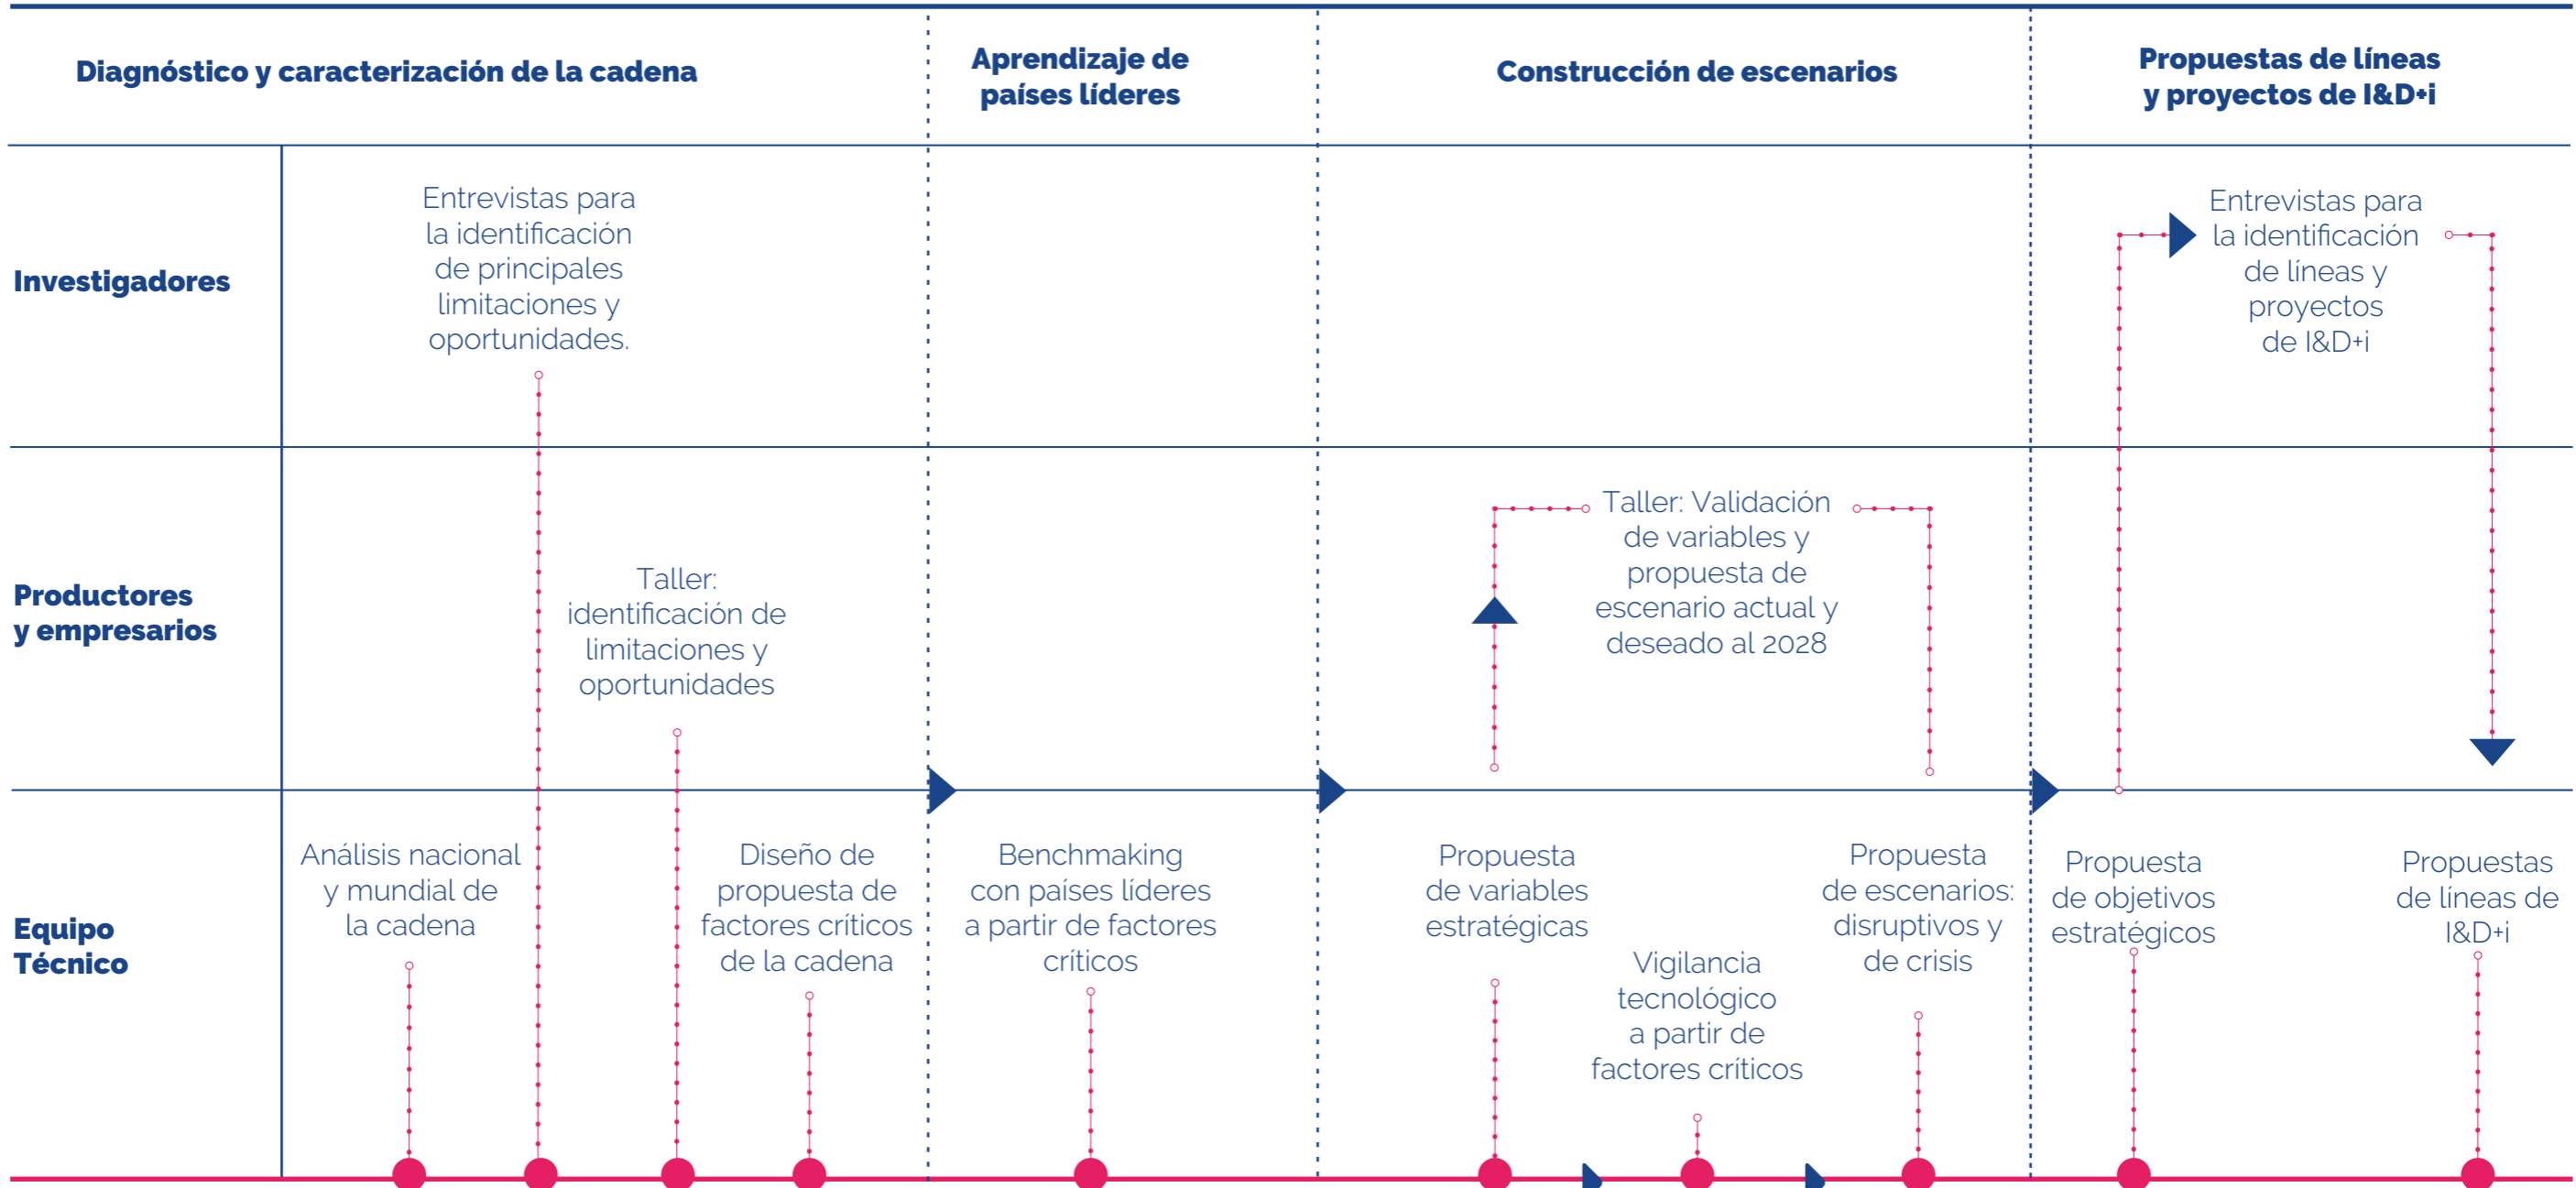 Diagnóstico y caracterización de la cadena
Aprendizaje de
países líderes
Construcción de escenarios
Propuestas de líneas
y proyectos de I&D+i
Investigadores
Entrevistas para
la identificación
de principales
limitaciones y
oportunidades.
Entrevistas para
la identificación
de líneas y
proyectos
de I&D+i
Productores
y empresarios
Taller:
identificación de
limitaciones y
oportunidades
Taller: Validación
de variables y
propuesta de
escenario actual y
deseado al 2028
Equipo
Técnico
Análisis nacional
y mundial de
la cadena
Diseño de
propuesta de
factores críticos
de la cadena
Benchmaking
con países líderes
a partir de factores
críticos
Propuesta
de variables
estratégicas
Vigilancia
tecnológico
a partir de
factores críticos
Propuesta
de escenarios:
disruptivos y
de crisis
Propuesta
de objetivos
estratégicos
Propuestas
de líneas de
I&D+i